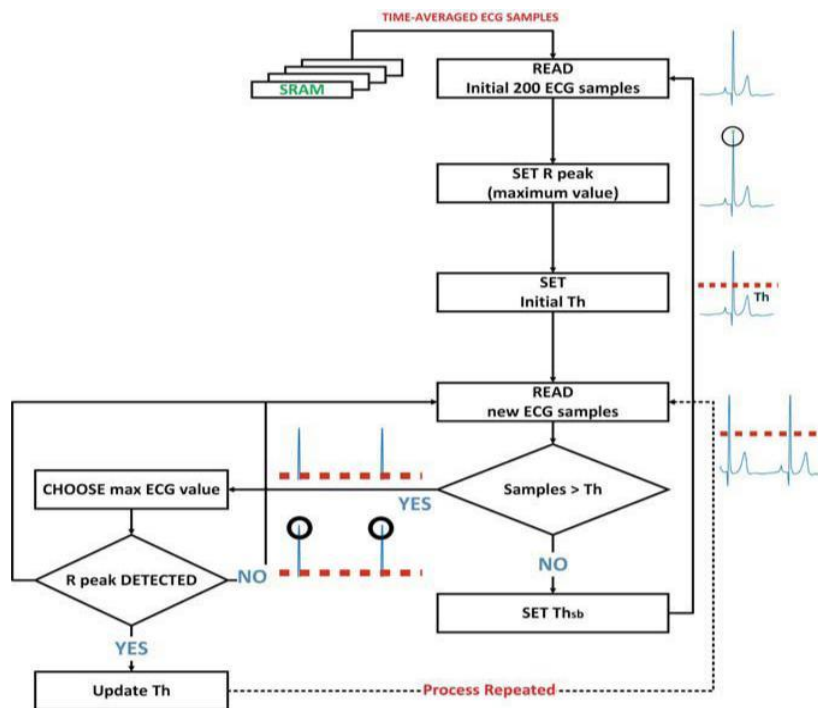 TIME-AVERAGED ECG SAMPLES
SRAM
READ
Initial 200 ECG samples
SET R peak
(maximum value)
SET
Initial Th
Th
READ
new ECG samples
Samples > Th
YES
CHOOSE max ECG value
R peak DETECTED
NO
NO
SET Thsb
YES
Update Th
Process Repeated